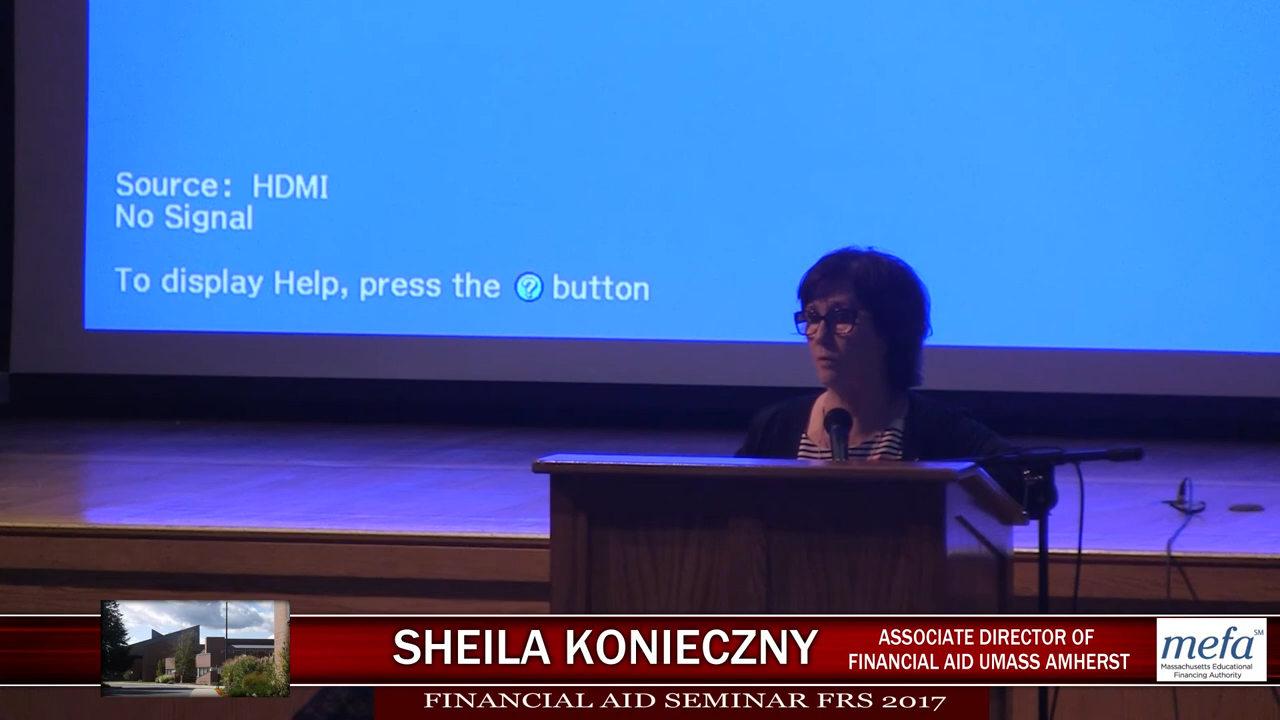 Source: HDMI
No Signal
To display Help, press the ? button
SHEILA KONIECZNY
ASSOCIATE DIRECTOR OF
FINANCIAL AID UMASS AMHERST
mefa SM
Massachusetts Educational
Financing Authority
FINANCIAL AID SEMINAR FRS 2017